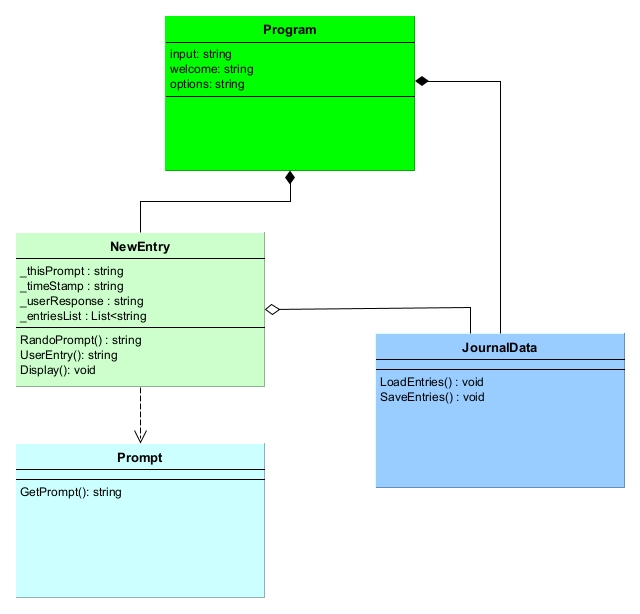 Program
input: string
welcome: string
options: string
NewEntry
_thisPrompt : string
_timeStamp : string
_userResponse : string
_entriesList : List<string
RandoPrompt() : string
UserEntry(): string
Display(): void
JournalData
LoadEntries() : void
SaveEntries() : void
Prompt
GetPrompt(): string